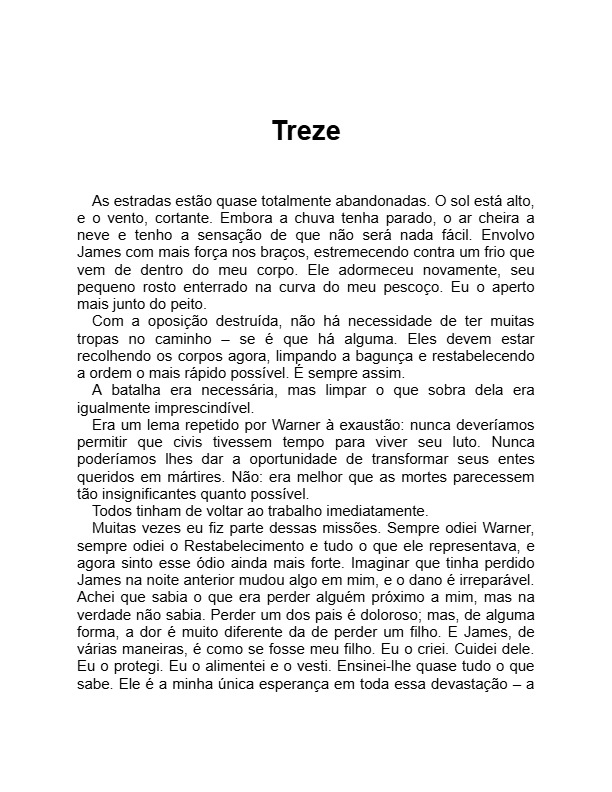 Treze
As estradas estão quase totalmente abandonadas. O sol está alto,
e o vento, cortante. Embora a chuva tenha parado, o ar cheira a
neve e tenho a sensação de que não será nada fácil. Envolvo
James com mais força nos braços, estremecendo contra um frio que
vem de dentro do meu corpo. Ele adormeceu novamente, seu
pequeno rosto enterrado na curva do meu pescoço. Eu o aperto
mais junto do peito.
Com a oposição destruída, não há necessidade de ter muitas
tropas no caminho – se é que há alguma. Eles devem estar
recolhendo os corpos agora, limpando a bagunça e restabelecendo
a ordem o mais rápido possível. É sempre assim.
A batalha era necessária, mas limpar o que sobra dela era
igualmente imprescindível.
Era um lema repetido por Warner à exaustão: nunca deveríamos
permitir que civis tivessem tempo para viver seu luto. Nunca
poderíamos lhes dar a oportunidade de transformar seus entes
queridos em mártires. Não: era melhor que as mortes parecessem
tão insignificantes quanto possível.
Todos tinham de voltar ao trabalho imediatamente.
Muitas vezes eu fiz parte dessas missões. Sempre odiei Warner,
sempre odiei o Restabelecimento e tudo o que ele representava, e
agora sinto esse ódio ainda mais forte. Imaginar que tinha perdido
James na noite anterior mudou algo em mim, e o dano é irreparável.
Achei que sabia o que era perder alguém próximo a mim, mas na
verdade não sabia. Perder um dos pais é doloroso; mas, de alguma
forma, a dor é muito diferente da de perder um filho. E James, de
várias maneiras, é como se fosse meu filho. Eu o criei. Cuidei dele.
Eu o protegi. Eu o alimentei e o vesti. Ensinei-lhe quase tudo o que
sabe. Ele é a minha única esperança em toda essa devastação – a